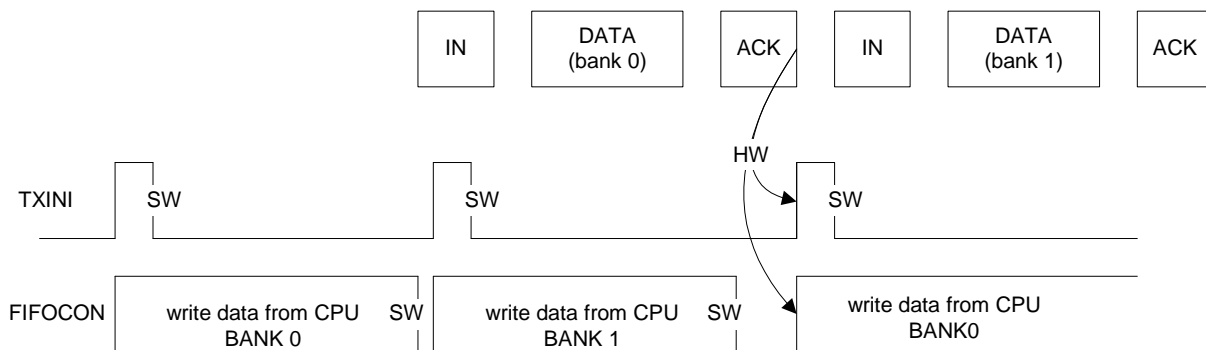 IN
DATA
(bank 0)
ACK
IN
DATA
(bank 1)
ACK
HW
TXINI
SW
SW
SW
FIFOCON
write data from CPU
BANK 0
SW
write data from CPU
BANK 1
SW
write data from CPU
BANK0